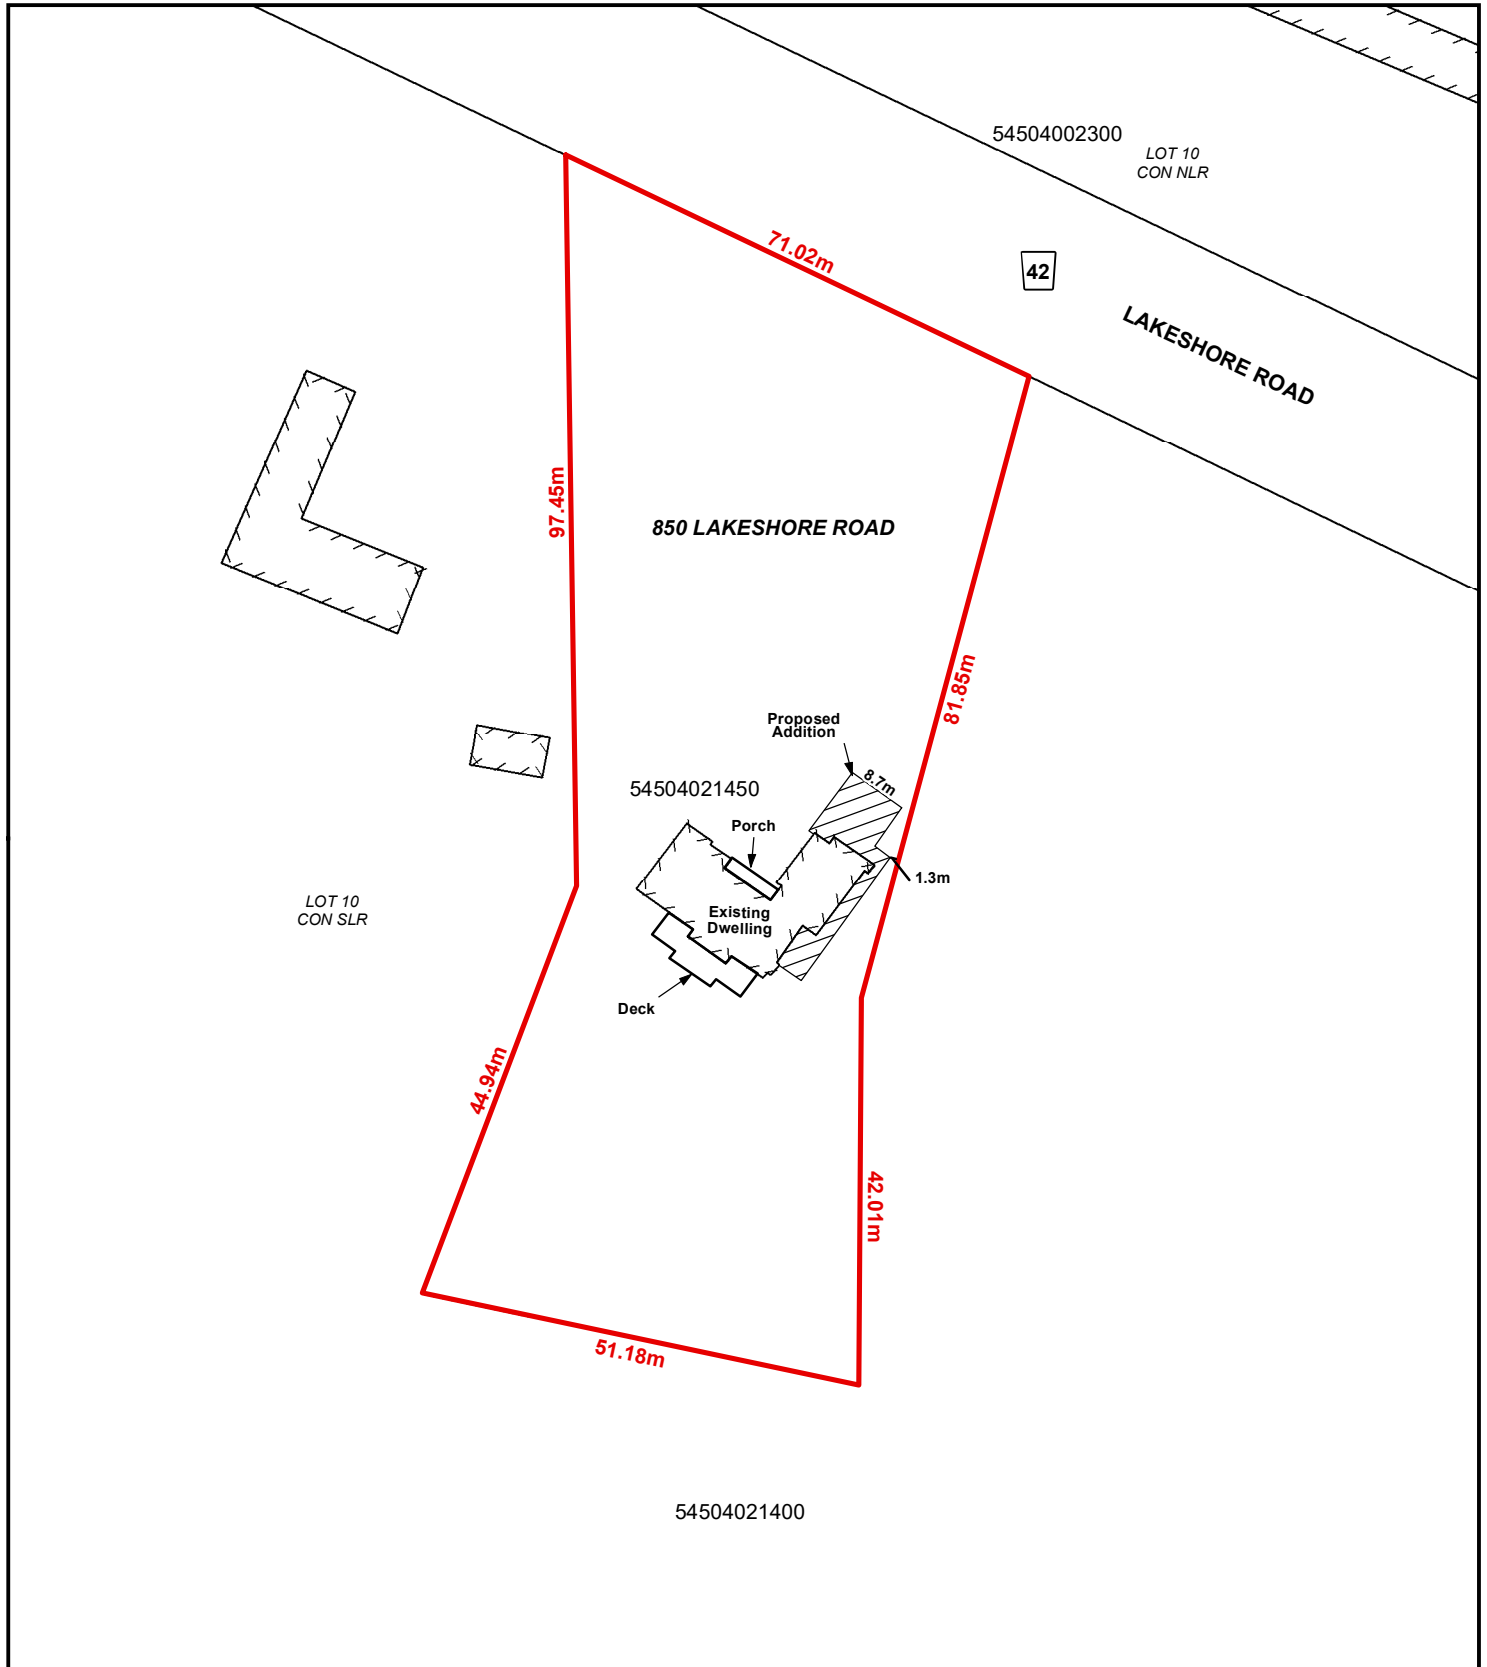 54504002300
LOT 10
CON NLR
71.02m
42
LAKESHORE ROAD
97.45m
850 LAKESHORE ROAD
81.85m
Proposed
Addition
8.7m
54504021450
Porch
1.3m
LOT 10
CON SLR
Existing
Dwelling
Deck
44.94m
42.01m
51.18m
54504021400